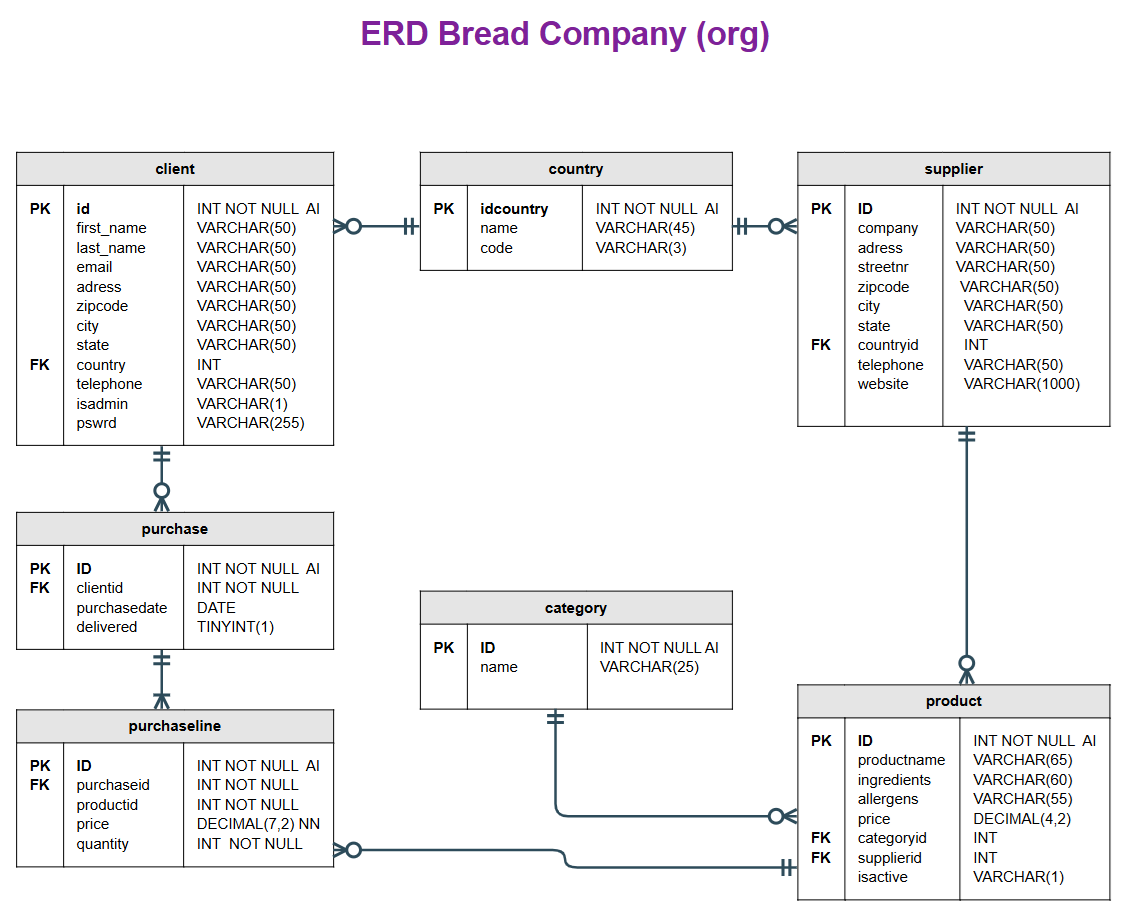 ERD Bread Company (org)
client
PK id INT NOT NULL AI
first_name VARCHAR(50)
last_name VARCHAR(50)
email VARCHAR(50)
adress VARCHAR(50)
zipcode VARCHAR(50)
city VARCHAR(50)
state VARCHAR(50)
FK country INT
telephone VARCHAR(50)
isadmin VARCHAR(1)
pswrd VARCHAR(255)
country
PK idcountry INT NOT NULL AI
name VARCHAR(45)
code VARCHAR(3)
supplier
PK ID INT NOT NULL AI
company VARCHAR(50)
adress VARCHAR(50)
streetnr VARCHAR(50)
zipcode VARCHAR(50)
city VARCHAR(50)
state VARCHAR(50)
FK countryid INT
telephone VARCHAR(50)
website VARCHAR(1000)
purchase
PK ID INT NOT NULL AI
FK clientid INT NOT NULL
purchasedate DATE
delivered TINYINT(1)
category
PK ID INT NOT NULL AI
name VARCHAR(25)
purchaseline
PK ID INT NOT NULL AI
FK purchaseid INT NOT NULL
productid INT NOT NULL
price DECIMAL(7,2) NN
quantity INT NOT NULL
product
PK ID INT NOT NULL AI
productname VARCHAR(65)
ingredients VARCHAR(60)
allergens VARCHAR(55)
price DECIMAL(4,2)
FK categoryid INT
FK supplierid INT
isactive VARCHAR(1)